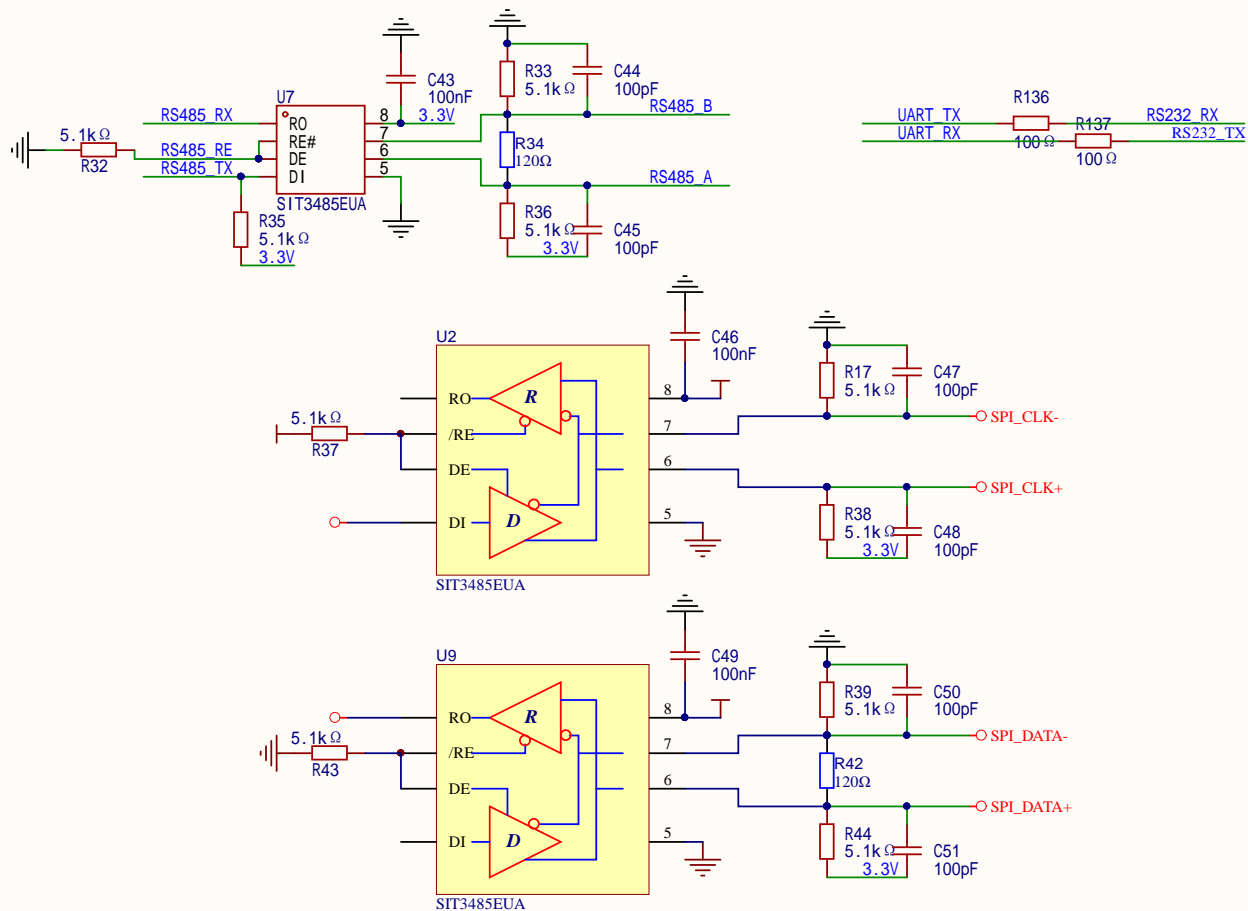 C43
100nF
3.3V
R33
5.1kΩ
C44
100pF
RS485_B
U7
RS485_RX
RO
8
RE#
7
5.1kΩ
R32
RS485_RE
DE
6
RS485_TX
DI
5
SIT3485EUA
R34
120Ω
RS485_A
R35
5.1kΩ
3.3V
R36
5.1kΩ
3.3V
C45
100pF
R136
UART_TX
RS232_RX
UART_RX
R137
RS232_TX
100Ω
100Ω
U2
C46
100nF
R17
5.1kΩ
C47
100pF
RO
R
8
SPI_CLK-
5.1kΩ
R37
/RE
7
DE
6
SPI_CLK+
DI
D
5
R38
5.1kΩ
3.3V
C48
100pF
SIT3485EUA
U9
C49
100nF
R39
5.1kΩ
C50
100pF
RO
R
8
SPI_DATA-
5.1kΩ
R43
/RE
7
R42
120Ω
DE
6
SPI_DATA+
DI
D
5
R44
5.1kΩ
3.3V
C51
100pF
SIT3485EUA